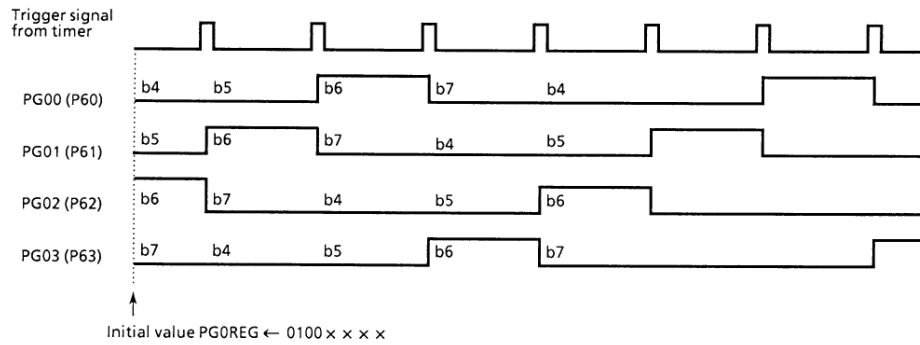 Trigger signal
from timer
b4 b5 b6 b7 b4
PG00 (P60)
b5 b6 b7 b4 b5
PG01 (P61)
PG02 (P62)
b6 b7 b4 b5 b6
PG03 (P63)
b7 b4 b5 b6 b7
Initial value PG0REG ← 0100××××